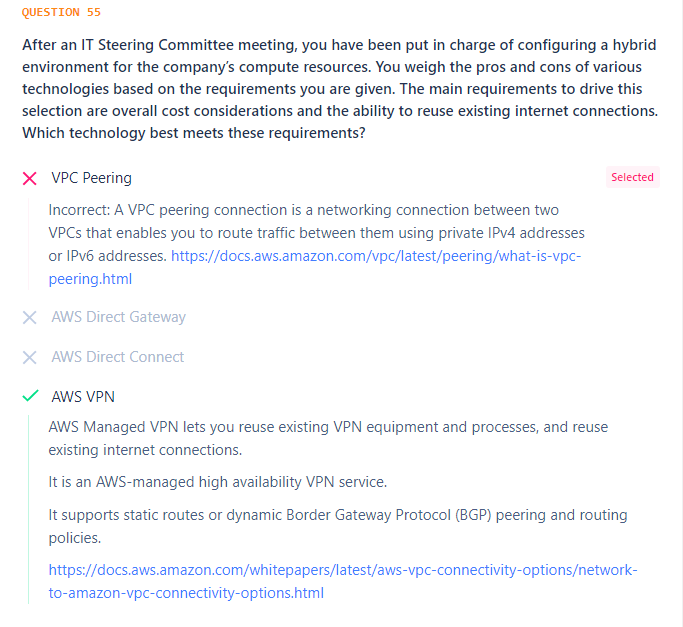 QUESTION 55
After an IT Steering Committee meeting, you have been put in charge of configuring a hybrid
environment for the company's compute resources. You weigh the pros and cons of various
technologies based on the requirements you are given. The main requirements to drive this
selection are overall cost considerations and the ability to reuse existing internet connections.
Which technology best meets these requirements?
VPC Peering
Selected
Incorrect: A VPC peering connection is a networking connection between two
VPCs that enables you to route traffic between them using private IPv4 addresses
or IPv6 addresses. https://docs.aws.amazon.com/vpc/latest/peering/what-is-vpc-
peering.html
AWS Direct Gateway
AWS Direct Connect
AWS VPN
AWS Managed VPN lets you reuse existing VPN equipment and processes, and reuse
existing internet connections.
It is an AWS-managed high availability VPN service.
It supports static routes or dynamic Border Gateway Protocol (BGP) peering and routing
policies.
https://docs.aws.amazon.com/whitepapers/latest/aws-vpc-connectivity-options/network-
to-amazon-vpc-connectivity-options.html